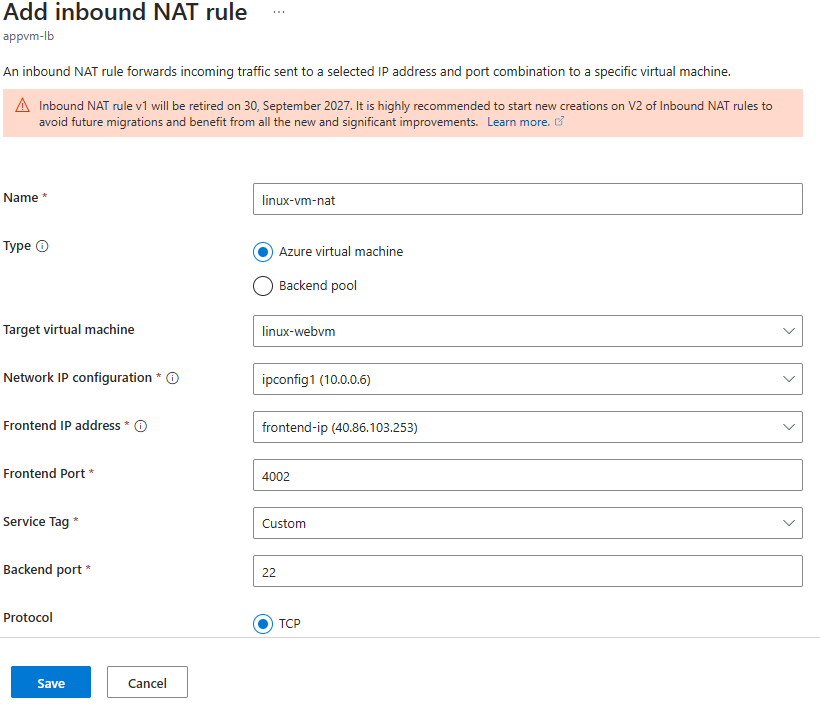 Add inbound NAT rule ...
appvm-lb
An inbound NAT rule forwards incoming traffic sent to a selected IP address and port combination to a specific virtual machine.
Inbound NAT rule v1 will be retired on 30, September 2027. It is highly recommended to start new creations on V2 of Inbound NAT rules to
avoid future migrations and benefit from all the new and significant improvements. Learn more.
Name *
linux-vm-nat
Type
Azure virtual machine
Backend pool
Target virtual machine
linux-webvm
Network IP configuration *
ipconfig1 (10.0.0.6)
Frontend IP address *
frontend-ip (40.86.103.253)
Frontend Port *
4002
Service Tag *
Custom
Backend port *
22
Protocol
TCP
Save
Cancel